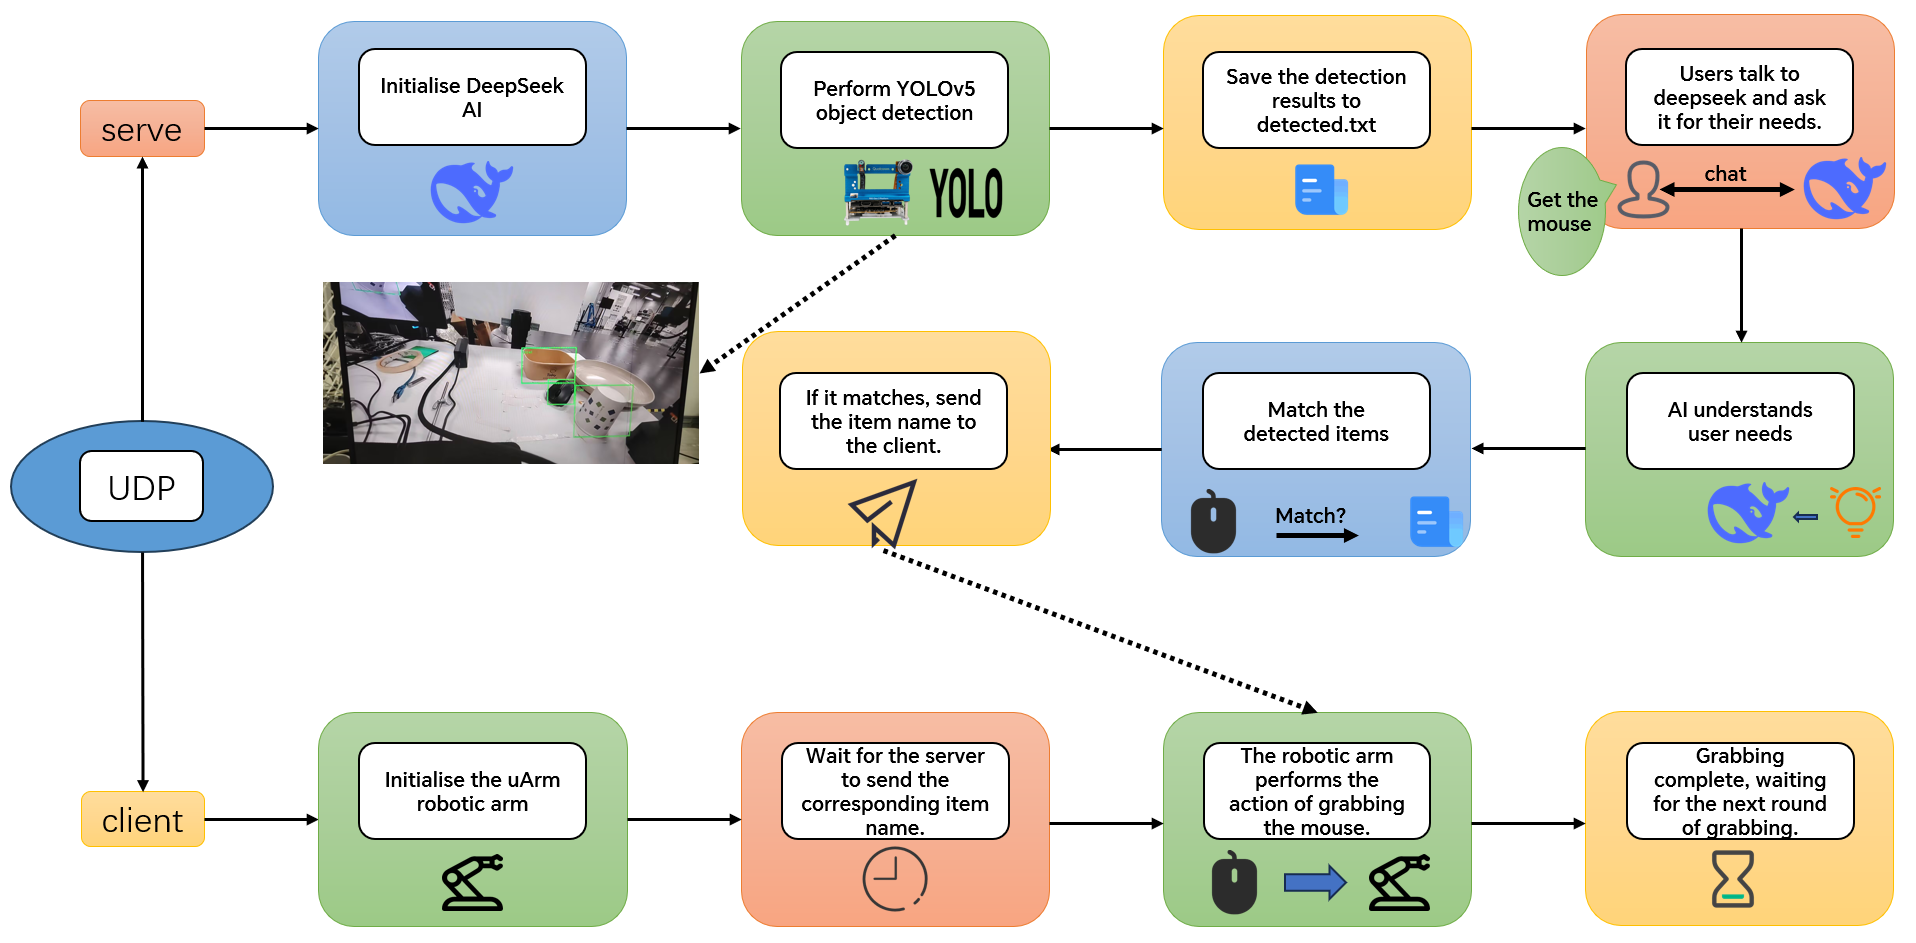 serve
Initialise DeepSeek
AI
Perform YOLOv5
object detection
YOLO
Save the detection
results to
detected.txt
Users talk to
deepseek and ask
it for their needs.
chat
Get the
mouse
UDP
If it matches, send
the item name to
the client.
Match the
detected items
Match?
AI understands
user needs
client
Initialise the uArm
robotic arm
Wait for the server
to send the
corresponding item
name.
The robotic arm
performs the
action of grabbing
the mouse.
Grabbing
complete, waiting
for the next round
of grabbing.